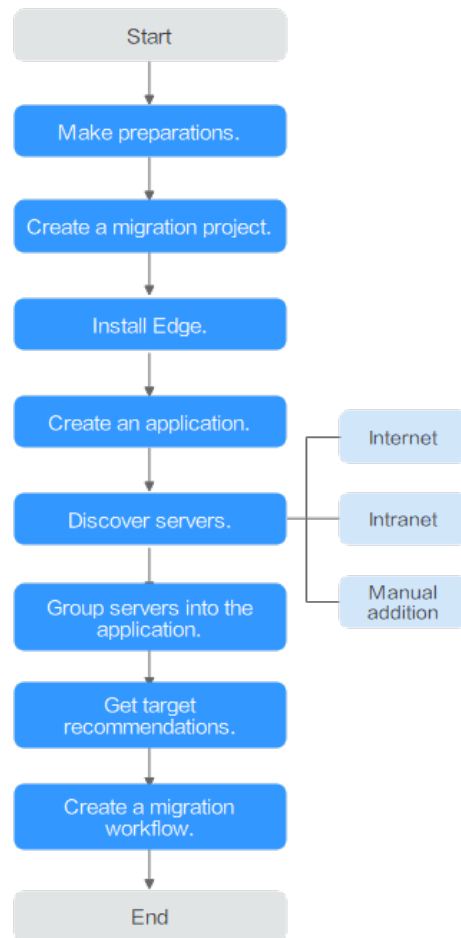 Start
Make preparations.
Create a migration project.
Install Edge.
Create an application.
Discover servers.
Internet
Intranet
Manual
addition
Group servers into the
application.
Get target
recommendations.
Create a migration
workflow.
End